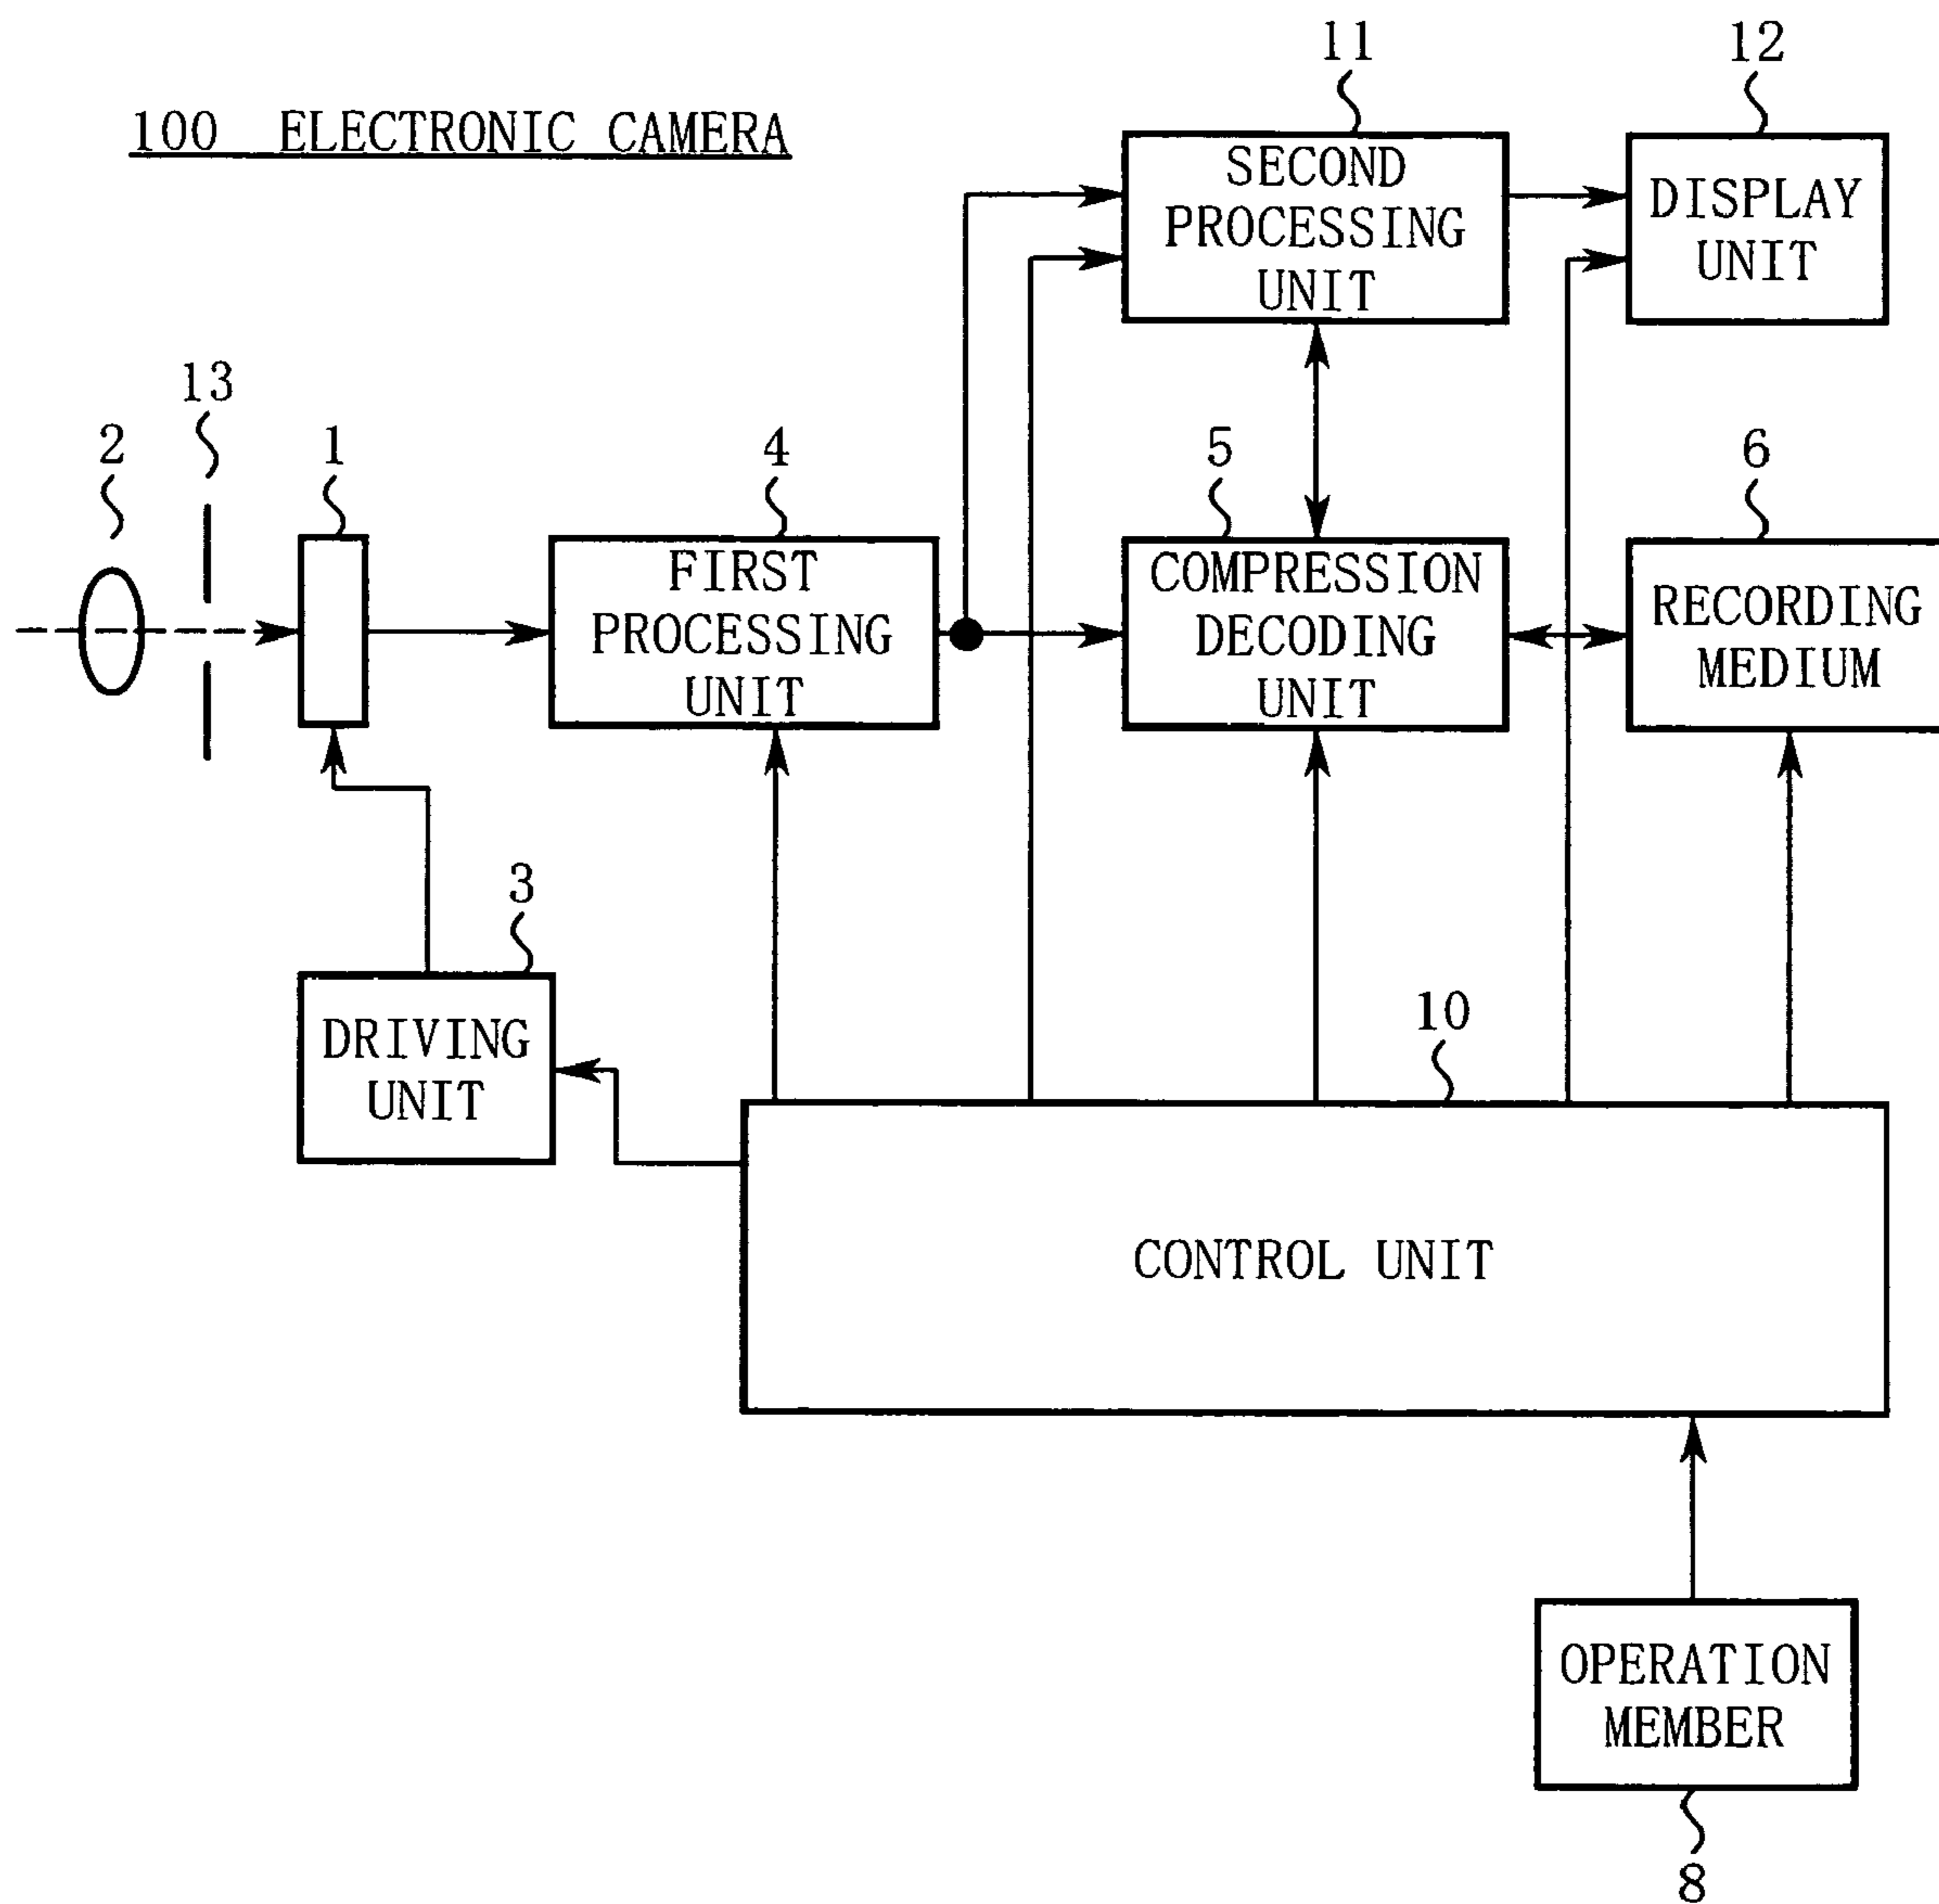 11
12
100 ELECTRONIC CAMERA
SECOND
PROCESSING
UNIT
DISPLAY
UNIT
13
2
1
4
5
6
FIRST
PROCESSING
UNIT
COMPRESSION
DECODING
UNIT
RECORDING
MEDIUM
3
DRIVING
UNIT
10
CONTROL UNIT
OPERATION
MEMBER
8